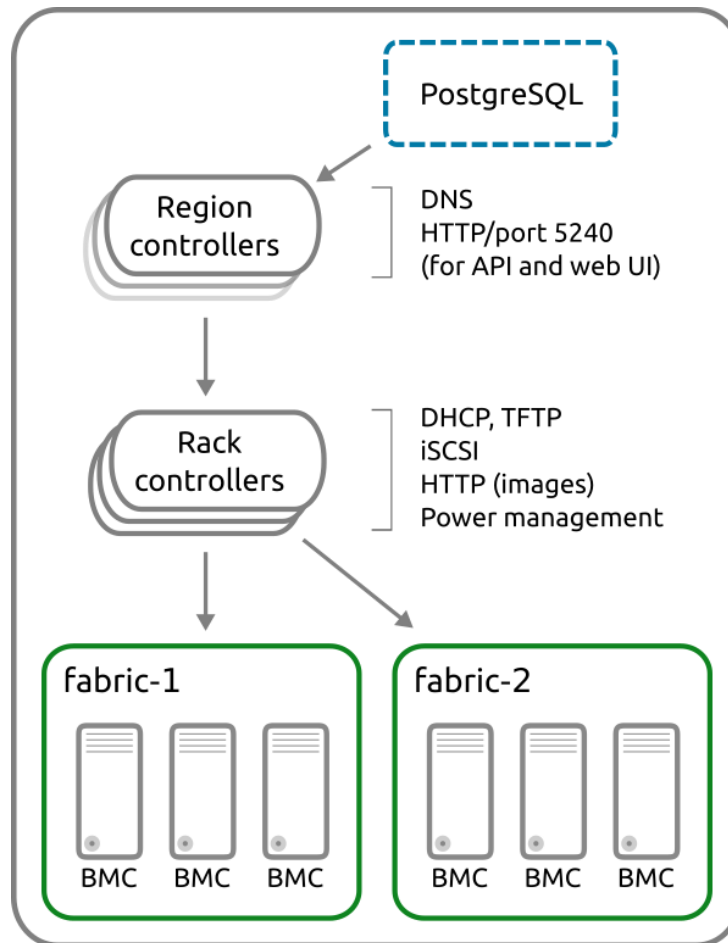 PostgreSQL
Region
controllers
DNS
HTTP/port 5240
(for API and web UI)
Rack
controllers
DHCP, TFTP
iSCSI
HTTP (images)
Power management
fabric-1
BMC BMC BMC
fabric-2
BMC BMC BMC